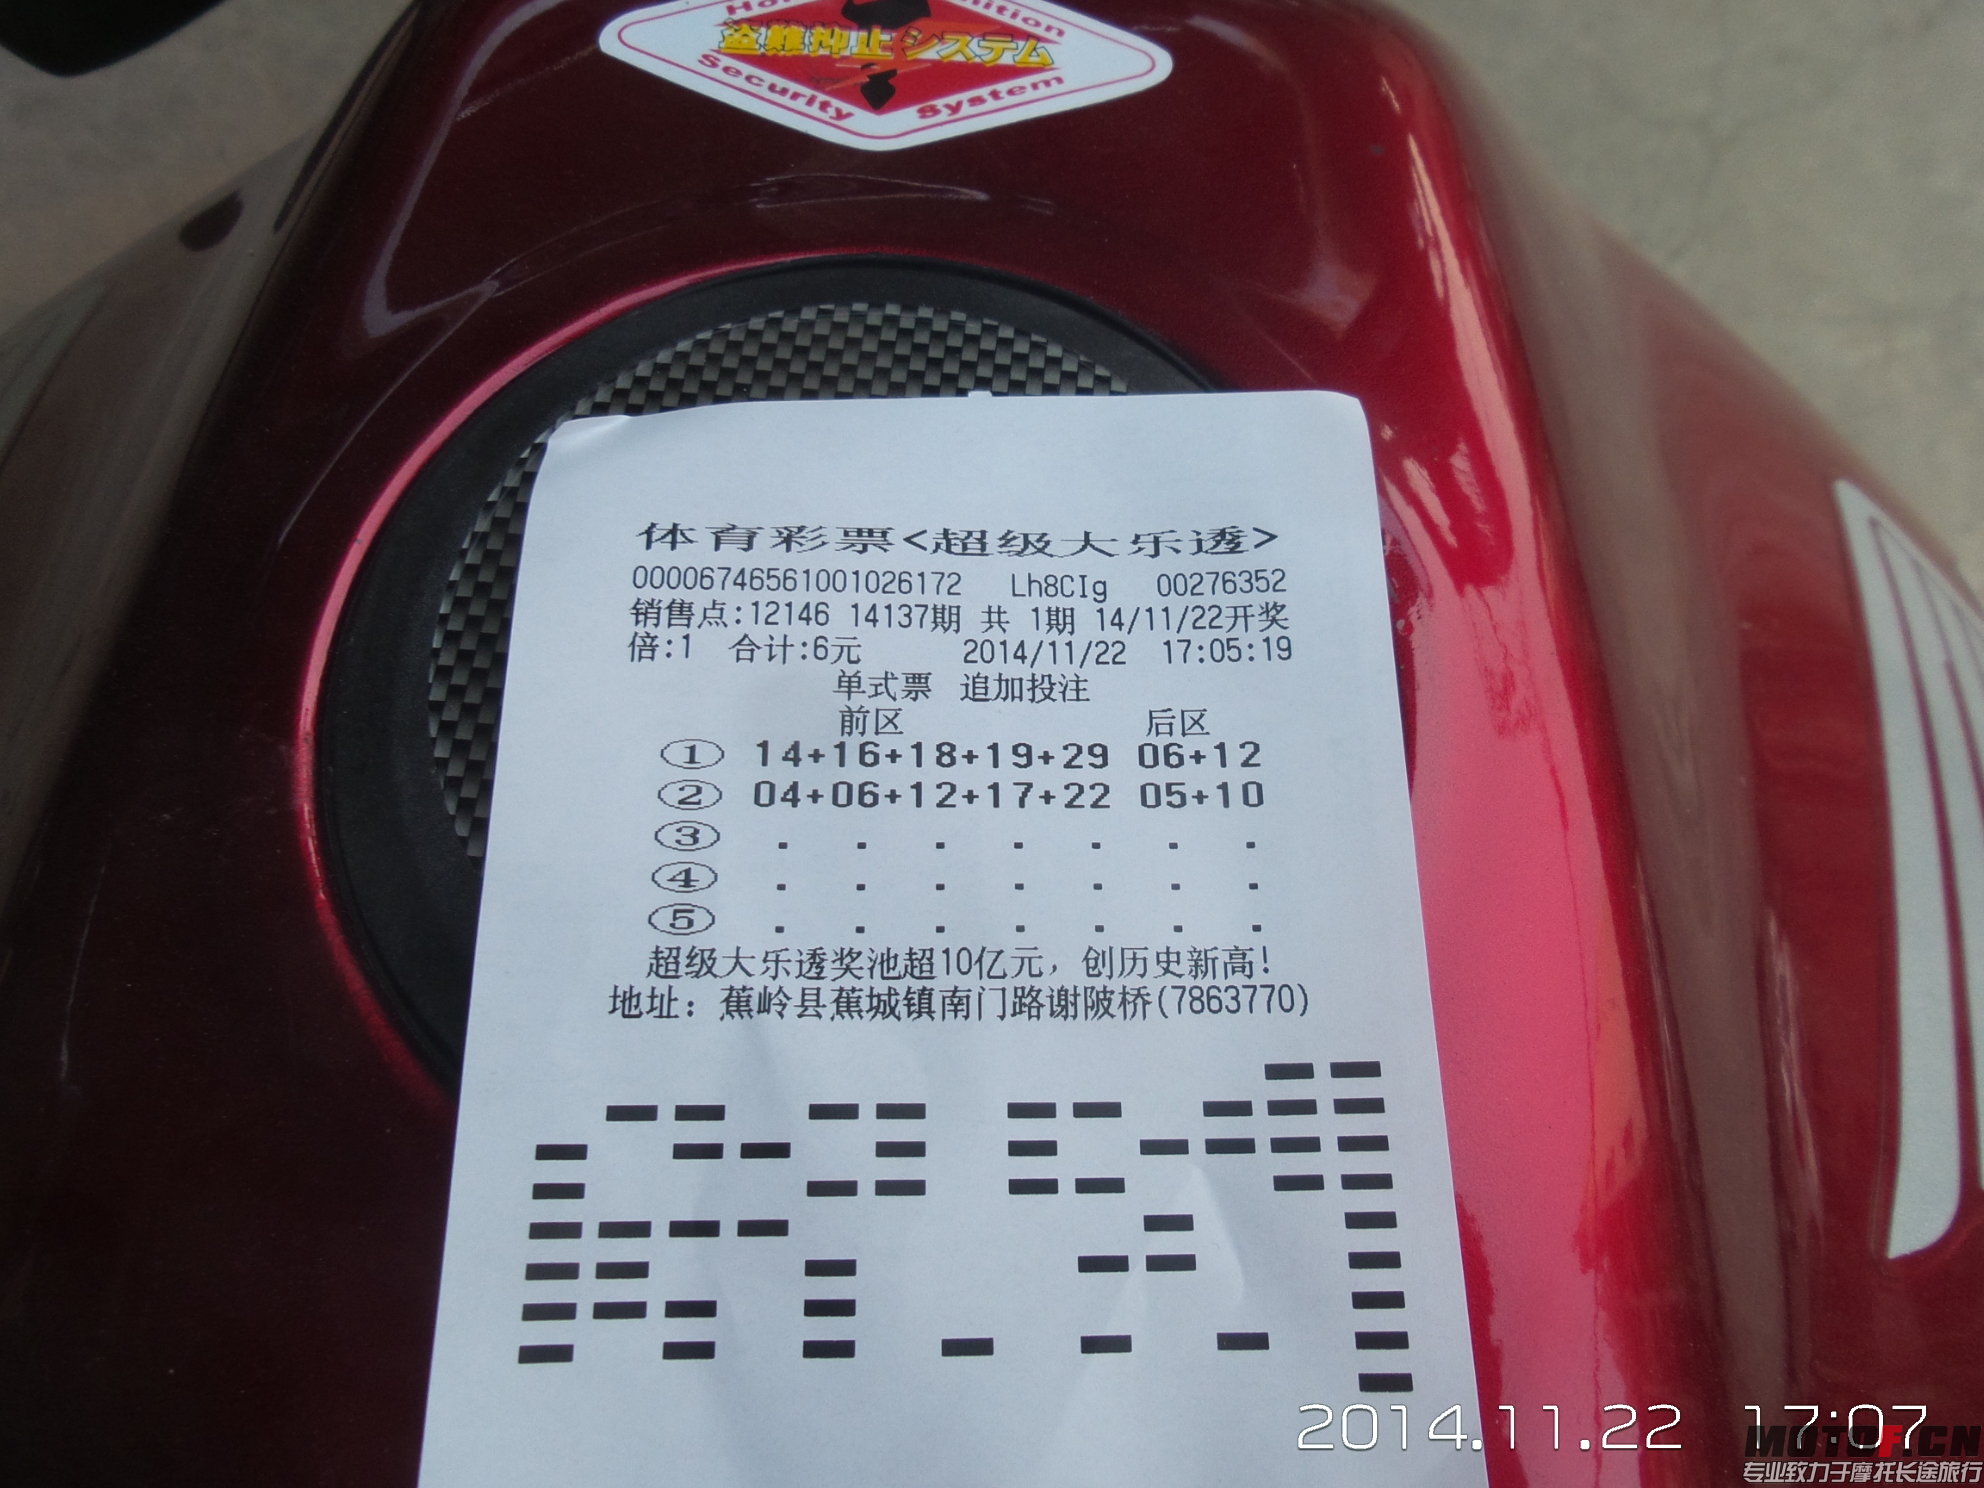 盗難抑止システム
Security System
体育彩票<超级大乐透>
000067465610010​26172 Lh8CIg 00276352
销售点:12146 14137期 共 1期 14/11/22开奖
倍:1 合计:6元 2014/11/22 17:05:19
单式票 追加投注
前区 后区
① 14+16+18+19+29 06+12
② 04+06+12+17+22 05+10
③ . . . . . . .
④ . . . . . . .
⑤ . . . . . . .
超级大乐透奖池超10亿元，创历史新高!
地址：蕉岭县蕉城镇南门路谢陂桥(7863770)
2014.11.22 17:07
MOTOF.CN
专业致力于摩托长途旅行